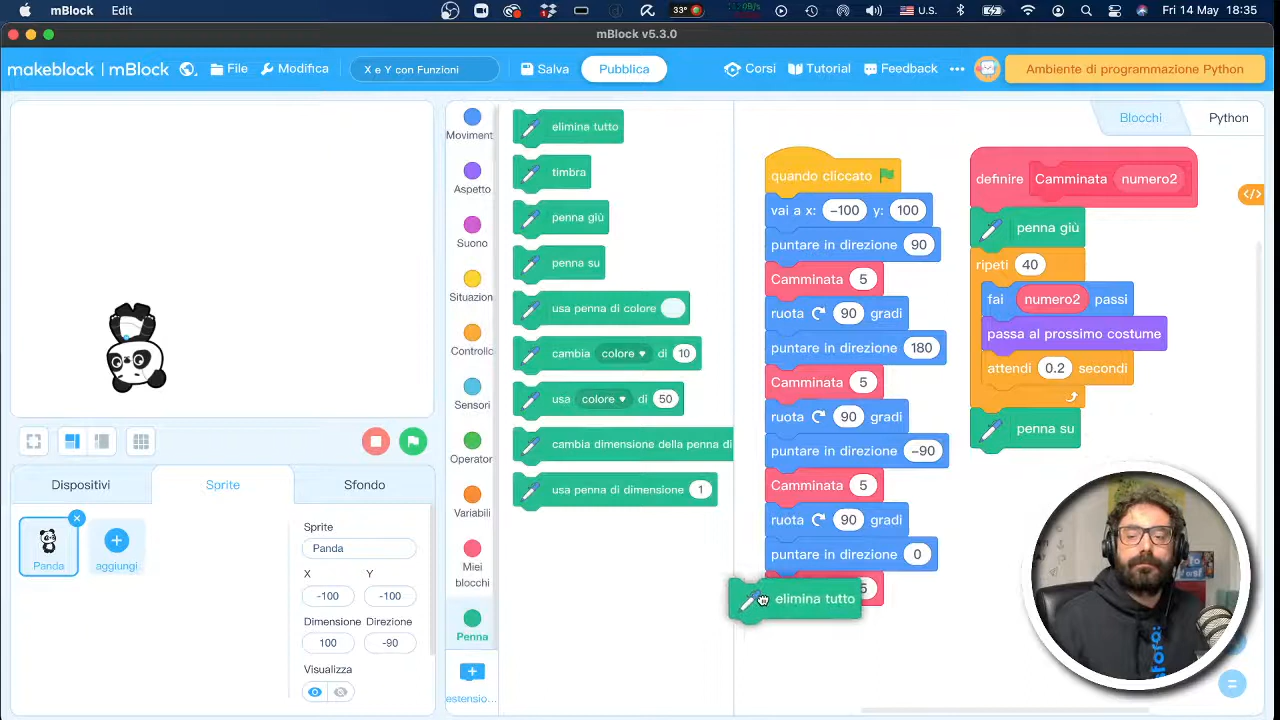 mBlock Edit
33°
U.S.
Fri 14 May 18:35
mBlock v5.3.0
makeblock | mBlock
File
Modifica
X e Y con Funzioni
Salva
Pubblica
Corsi
Tutorial
Feedback
Ambiente di programmazione Python
Blocchi
Python
Moviment
Aspetto
Suono
Situazion
Controllo
Sensori
Operator
Variabili
Miei
blocchi
Penna
estensio...
elimina tutto
timbra
penna giù
penna su
usa penna di colore
cambia colore ▾ di 10
usa colore ▾ di 50
cambia dimensione della penna di
usa penna di dimensione 1
quando cliccato
vai a x: -100 y: 100
puntare in direzione 90
Camminata 5
ruota 90 gradi
puntare in direzione 180
Camminata 5
ruota 90 gradi
puntare in direzione -90
Camminata 5
ruota 90 gradi
puntare in direzione 0
5
elimina tutto
definire Camminata numero2
penna giù
ripeti 40
fai numero2 passi
passa al prossimo costume
attendi 0.2 secondi
penna su
Dispositivi
Sprite
Sfondo
Panda
aggiungi
Sprite
Panda
X Y
-100 -100
Dimensione Direzione
100 -90
Visualizza